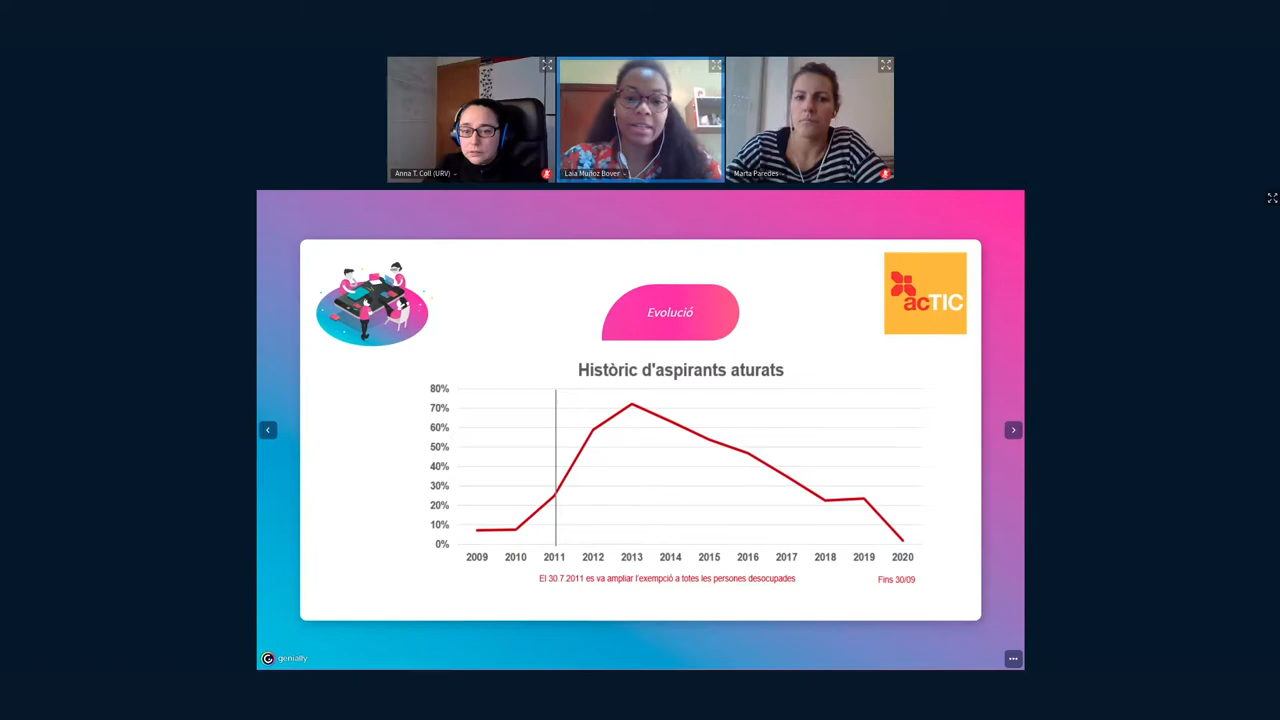 Anna T. Coll (URV)
Laia Muñoz Bover
Marta Paredes
acTIC
Evolució
Històric d'aspirants aturats
80%
70%
60%
50%
40%
30%
20%
10%
0%
2009 2010 2011 2012 2013 2014 2015 2016 2017 2018 2019 2020
El 30.7.2011 es va ampliar l'exempció a totes les persones desocupades
Fins 30/09
genially